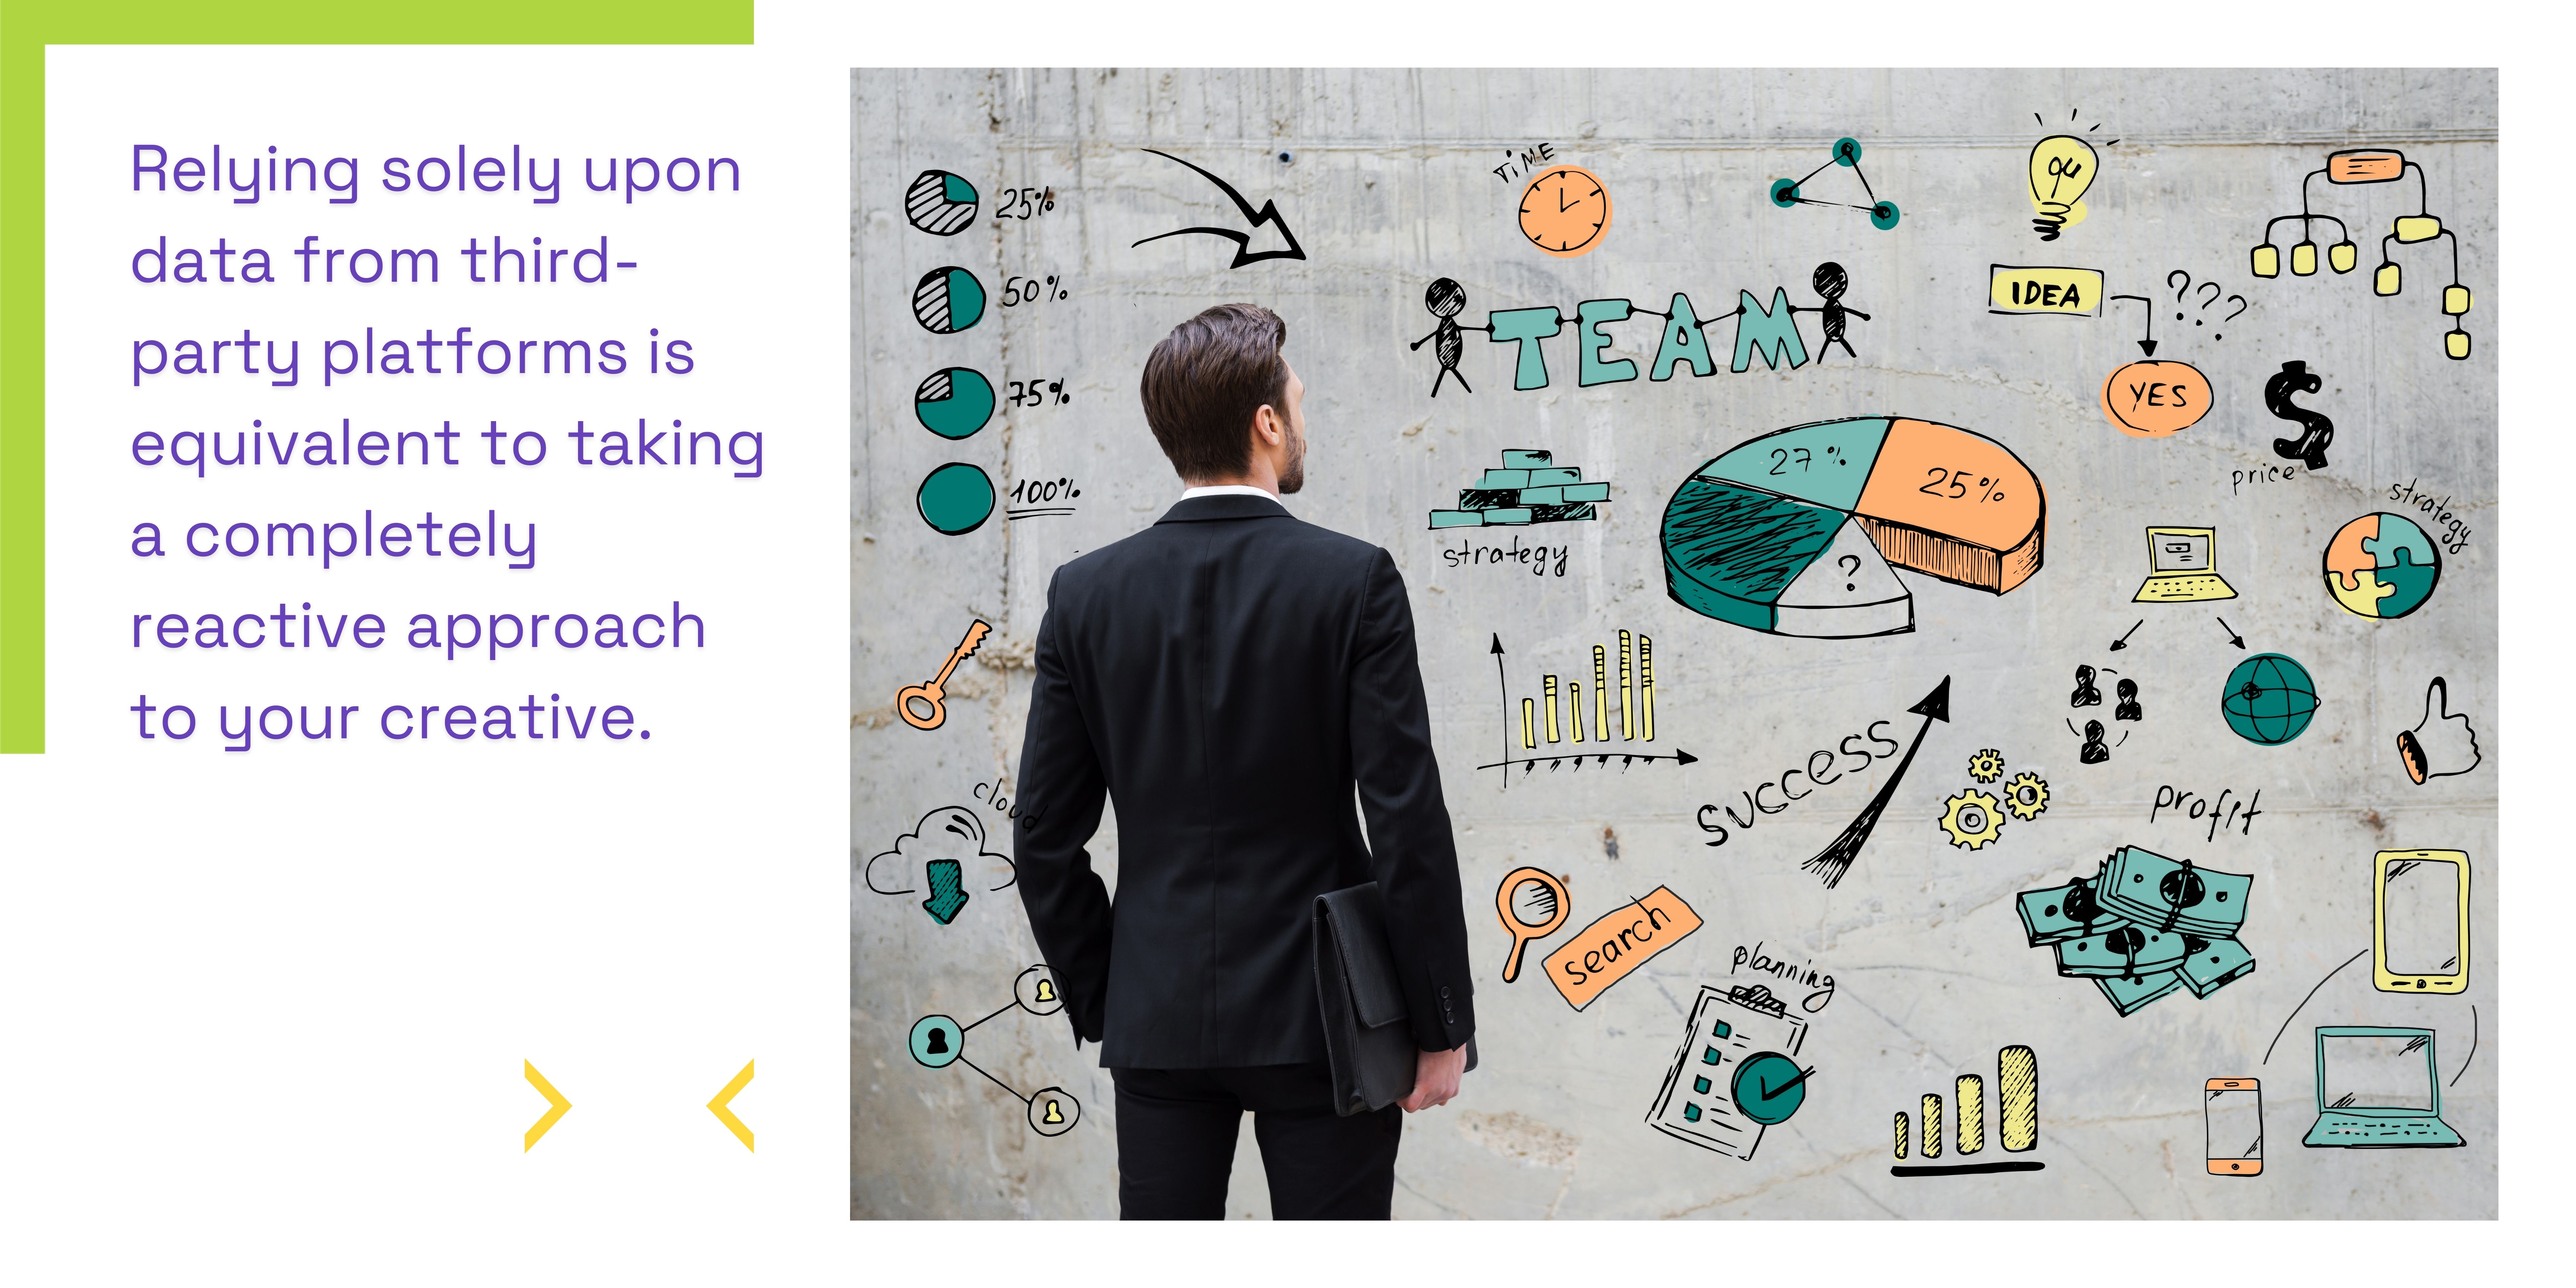 Relying solely upon
data from third-
party platforms is
equivalent to taking
a completely
reactive approach
to your creative.
25%
50%
75%
100%
TiME
TEAM
IDEA
???
YES
$
price
strategy
27%
25%
?
strategy
cloud
success
profit
search
planning